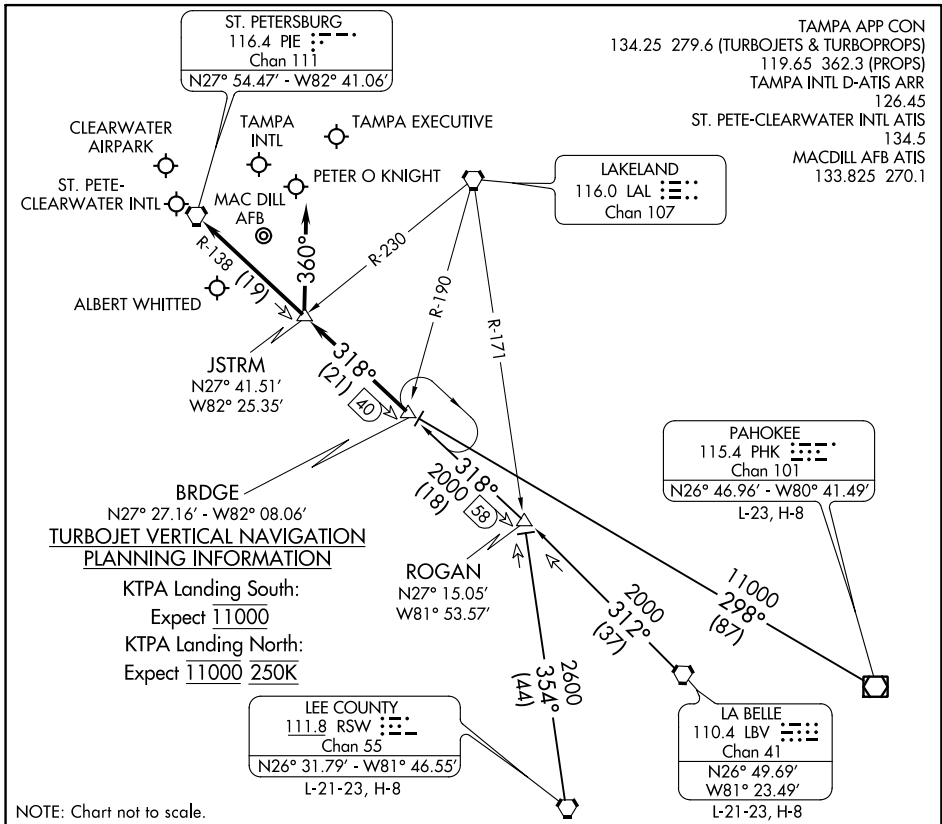 ST. PETERSBURG
116.4 PIE
Chan 111
N27° 54.47' - W82° 41.06'
TAMPA APP CON
134.25 279.6 (TURBOJETS & TURBOPROPS)
119.65 362.3 (PROPS)
TAMPA INTL D-ATIS ARR
126.45
ST. PETE-CLEARWATER INTL ATIS
134.5
MACDILL AFB ATIS
133.825 270.1
CLEARWATER
AIRPARK
TAMPA
INTL
TAMPA EXECUTIVE
PETER O KNIGHT
ST. PETE-
CLEARWATER INTL
MAC DILL
AFB
LAKELAND
116.0 LAL
Chan 107
R-138
(19)
360°
R-230
R-190
R-171
ALBERT WHITTED
JSTRM
N27° 41.51'
W82° 25.35'
318°
(21)
40
BRDGE
N27° 27.16' - W82° 08.06'
318°
2000
(18)
58
PAHOKEE
115.4 PHK
Chan 101
N26° 46.96' - W80° 41.49'
L-23, H-8
TURBOJET VERTICAL NAVIGATION
PLANNING INFORMATION
KTPA Landing South:
Expect 11000
KTPA Landing North:
Expect 11000 250K
ROGAN
N27° 15.05'
W81° 53.57'
11000
298°
(87)
2000
312°
(37)
2600
354°
(44)
LEE COUNTY
111.8 RSW
Chan 55
N26° 31.79' - W81° 46.55'
L-21-23, H-8
LA BELLE
110.4 LBV
Chan 41
N26° 49.69'
W81° 23.49'
L-21-23, H-8
NOTE: Chart not to scale.